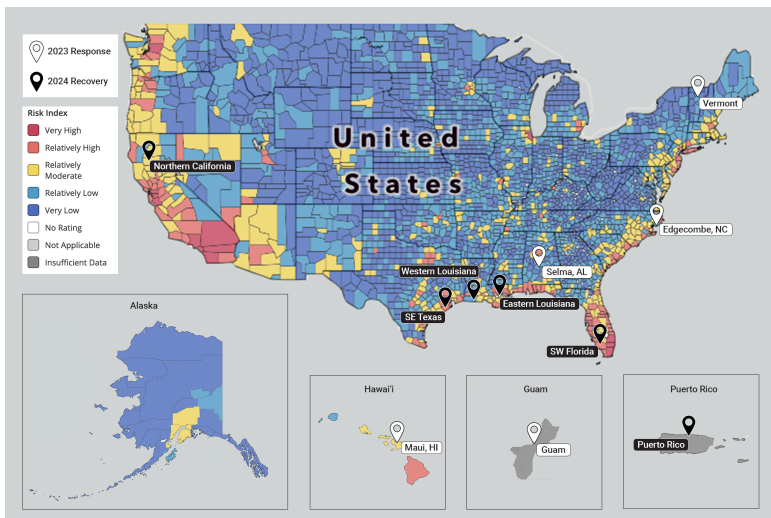 2023 Response
2024 Recovery
Risk Index
Very High
Relatively High
Relatively
Moderate
Relatively Low
Very Low
No Rating
Not Applicable
Insufficient Data
United
States
Northern California
Vermont
Edgecombe, NC
Selma, AL
Western Louisiana
Eastern Louisiana
SE Texas
SW Florida
Alaska
Hawai'i
Maui, HI
Guam
Guam
Puerto Rico
Puerto Rico